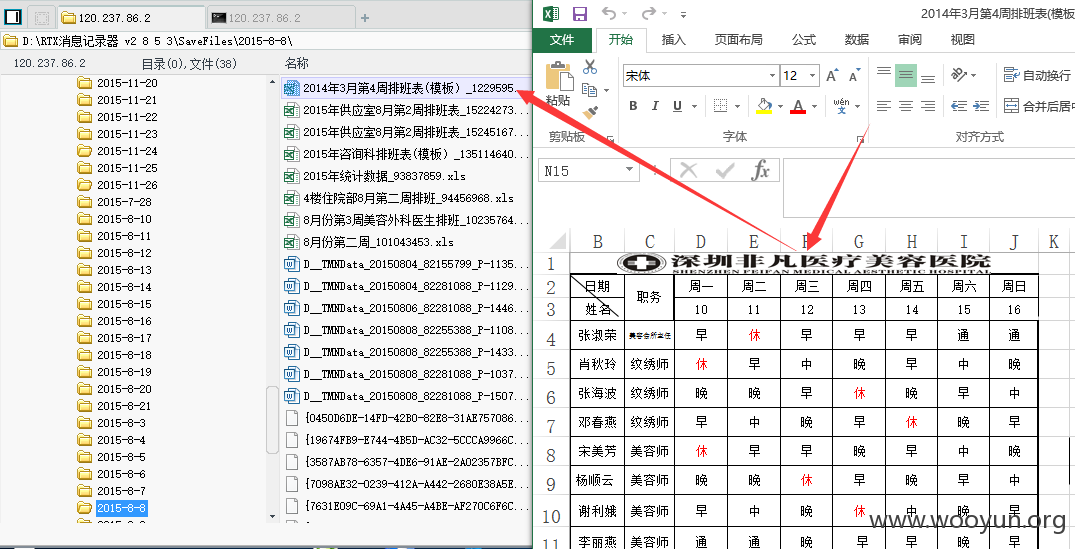 120.237.86.2
120.237.86.2
D:\RTX消息记录器 v2 8 5 3\SaveFiles\2015-8-8\
120.237.86.2 目录(0),文件(38)
2015-11-20
2015-11-21
2015-11-22
2015-11-23
2015-11-24
2015-11-25
2015-11-26
2015-7-28
2015-8-10
2015-8-11
2015-8-12
2015-8-13
2015-8-14
2015-8-15
2015-8-16
2015-8-17
2015-8-18
2015-8-19
2015-8-20
2015-8-21
2015-8-3
2015-8-4
2015-8-5
2015-8-6
2015-8-7
2015-8-8
名称
2014年3月第4周排班表(模板）_1229595...
2015年供应室8月第2周排班表_15224273...
2015年供应室8月第2周排班表_15245167...
2015年咨询科排班表(模板）_135114640...
2015年统计数据_93837859.xls
4楼住院部8月第二周排班_94456968.xls
8月份第3周美容外科医生排班_10235764...
8月份第二周_101043453.xls
D__TMNData_20150804_82155799_P-1135...
D__TMNData_20150804_82281088_P-1129...
D__TMNData_20150806_82281088_P-1446...
D__TMNData_20150808_82255388_P-1108...
D__TMNData_20150808_82255388_P-1433...
D__TMNData_20150808_82281088_P-1037...
D__TMNData_20150808_82281088_P-1507...
{0450D6DE-14FD-42B0-82E8-31AE757086...
{19674FB9-E744-4B5D-AC32-5CCCA9966C...
{3587AB78-6357-4DE6-91AE-2A02357BFC...
{7098AE32-0239-412A-A442-2680E38A5E...
{7631E09C-69A1-4A45-A4BE-AF270C6F6C...
2014年3月第4周排班表(模板
文件 开始 插入 页面布局 公式 数据 审阅 视图
粘贴
宋体 12
B I U
wén
自动换行
合并后居中
剪贴板 字体 对齐方式
N15 fx
B C D E F G H I J K
1 深圳非凡医疗美容医院
SHENZHEN FEIFAN MEDICAL AESTHETIC HOSPITAL
2 日期 职务 周一 周二 周三 周四 周五 周六 周日
3 姓名 10 11 12 13 14 15 16
4 张淑荣 美容会所主任 早 休 早 早 早 通 通
5 肖秋玲 纹绣师 休 早 中 晚 早 中 晚
6 张海波 纹绣师 晚 晚 晚 休 晚 早 中
7 邓春燕 纹绣师 早 中 晚 早 休 晚 早
8 宋美芳 美容师 休 早 早 晚 中 晚 中
9 杨顺云 美容师 晚 晚 休 早 晚 早 早
10 谢利娥 美容师 早 中 晚 休 中 晚 早
11 李丽燕 美容师 通 通 晚 早 早 早
www.wooyun.org